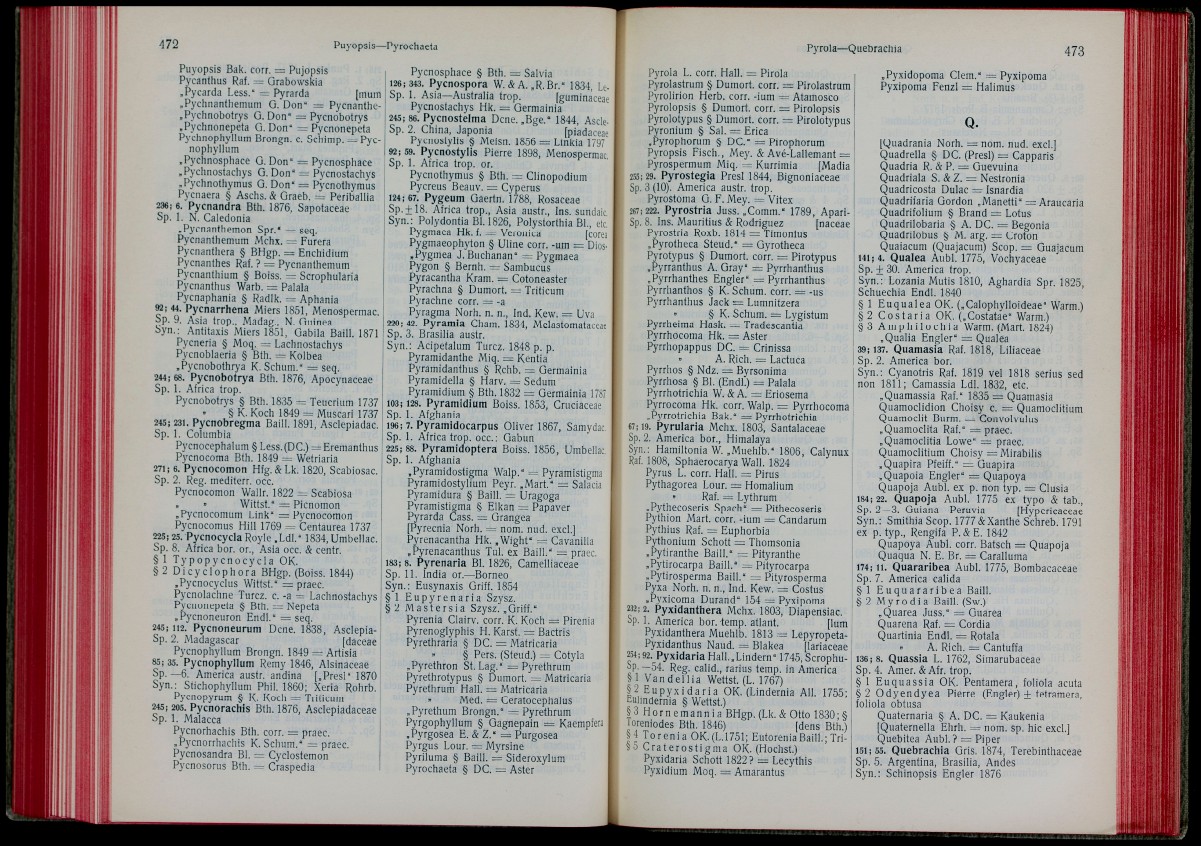 472
Puyopsis—Pyrochaeta
Puyopsis Bak. corr. = Pujopsis
Pycanthus Raf. = Grabowskia
„Pycarda Less.“ = Pyrarda [mum
„Pychnanthemum G. Don“ = Pycnanthe-
„Pychnobotrys G. Don“ = Pycnobotrys
„Pychnonepeta G. Don“ = Pycnonepeta
Pychnophyllum Brongn. c. Schimp. = Pyc-
nophyllum
„Pychnosphace G. Don“ = Pycnosphace
„Pychnostachys G. Don“ = Pycnostachys
„Pychnothymus G. Don“ = Pycnothymus
Pycnaera § Aschs. & Graeb. = Periballia
236; 6. Pycnandra Bth. 1876, Sapotaceae
Sp. 1. N. Caledonia
„Pycnanthemon Spr.“ = seq.
Pycnanthemum Mchx. = Furera
Pycnanthera § BHgp. = Enchidium
Pycnanthes Raf. ? = Pycnanthemum
Pycnanthium § Boiss. = Scrophularia
Pycnanthus Warb. = Palala
Pycnaphania § Radlk. = Aphania
92; 44. Pycnarrhena Miers 1851, Menospermac.
Sp. 9. Asia trop., Madag., N. Guinea
Syn.: Antitaxis Miers 1851, Gabila Baill. 1871
Pycneria § Moq. = Lachnostachys
Pycnoblaeria § Bth. = Kolbea
„Pycnobothrya K. Schum.“ = seq.
244; 68. Pycnobotrya Bth. 1876, Apocynaceae
Sp. 1. Africa trop.
Pycnobotrys § Bth. 1835 = Teucrium 1737
" § K. Koch 1849 = Muscari 1737
245; 231. Pycnobregma Baill. 1891, Asclepiadac.
Sp. 1. Columbia
Pycnocephalum § Less. (DC.) = Eremanthus
Pycnocoma Bth. 1849 = Wetriaria
271; 6. Pycnocomon Hfg. & Lk. 1820, Scabiosac.
Sp. 2. Reg. mediterr. occ.
Pycnocomon Wallr. 1822 = Scabiosa
" " Wittst.“ = Picnomon
„Pycnocomum Link“ = Pycnocomon
Pycnocomus Hill 1769 = Centaurea 1737
225; 25. Pycnocycla Royle „Ldl.“ 1834, Umbellac.
Sp. 8. Africa bor. or., Asia occ. & centr.
§ 1 Typopycnocycla OK.
§ 2 Dicyclophora BHgp. (Boiss. 1844)
„Pycnocyclus Wittst.“ = praec.
Pycnolachne Turcz. c. -a = Lachnostachys
Pycnonepeta § Bth. = Nepeta
„Pycnoneuron Endl.“ = seq.
245; 112. Pycnoneurum Dcne. 1838, Asclepia-
Sp. 2. Madagascar [daceae
Pycnophyllum Brongn. 1849 = Artisia
85; 35. Pycnophyllum Remy 1846, Alsinaceae
Sp. —6. America austr. andina [„Presl“ 1870
Syn.: Stichophyllum Phil. 1860; Xeria Rohrb.
Pycnopyrum § K. Koch = Triticum
245; 205. Pycnorachis Bth. 1876, Asclepiadaceae
Sp. 1. Malacca
Pycnorhachis Bth. corr. = praec.
„Pycnorrhachis K. Schum.“ = praec.
Pycnosandra Bl. = Cyclostemon
Pycnosorus Bth. = Craspedia
Pycnosphace § Bth. = Salvia
126; 343. Pycnospora W. & A. „R. Br.“ 1834, Le-
Sp. 1. Asia—Australia trop. [guminaceae
Pycnostachys Hk. = Germainia
245; 86. Pycnostelma Dcne. „Bge.“ 1844, Ascle-
Sp. 2. China, Japonia [piadaceae
Pycnostylis § Meisn. 1856 = Linkia 1797
92; 59. Pycnostylis Pierre 1898, Menospermac.
Sp. 1. Africa trop. or.
Pycnothymus § Bth. = Clinopodium
Pycreus Beauv. = Cyperus
124; 67. Pygeum Gaertn. 1788, Rosaceae
Sp. ± 18. Africa trop., Asia austr., Ins. sundaic.
Syn.: Polydontia Bl. 1826, Polystorthia Bl., etc.
Pygmaea Hk. f. = Veronica [corei
Pygmaeophyton § Uline corr. -um = Dios-
„Pygmea J. Buchanan“ = Pygmaea
Pygon § Bernh. = Sambucus
Pyracantha Kram. = Cotoneaster
Pyrachna § Dumort. = Triticum
Pyrachne corr. = -a
Pyragma Norh. n. n., Ind. Kew. = Uva
220; 42. Pyramia Cham. 1834, Melastomataceae
Sp. 3. Brasilia austr.
Syn.: Acipetalum Turcz. 1848 p. p.
Pyramidanthe Miq. = Kentia
Pyramidanthus § Rchb. = Germainia
Pyramidella § Harv. = Sedum
Pyramidium § Bth. 1832 = Germainia 1787
103; 128. Pyramidium Boiss. 1853, Cruciaceae
Sp. 1. Afghania
196; 7. Pyramidocarpus Oliver 1867, Samydac.
Sp. 1. Africa trop. occ.: Gabun
225; 88. Pyramidoptera Boiss. 1856, Umbellac.
Sp. 1. Afghania
„Pyramidostigma Walp.“ = Pyramistigma
Pyramidostylium Peyr. „Mart.“ = Salacia
Pyramidura § Baill. = Uragoga
Pyramistigma § Elkan = Papaver
Pyrarda Cass. = Grangea
[Pyrecnia Norh. = nom. nud. excl.]
Pyrenacantha Hk. „Wight“ = Cavanilla
„Pyrenacanthus Tul. ex Baill.“ = praec.
183; 8. Pyrenaria Bl. 1826, Camelliaceae
Sp. 11. India or.—Borneo
Syn.: Eusynaxis Griff. 1854
§ 1 Eupyrenaria Szysz.
§ 2 Mastersia Szysz. „Griff.“
Pyrenia Clairv. corr. K. Koch = Pirenia
Pyrenoglyphis H. Karst. = Bactris
Pyrethraria § DC. = Matricaria
" § Pers. (Steud.) = Cotyla
„Pyrethron St. Lag.“ = Pyrethrum
Pyrethrotypus § Dumort. = Matricaria
Pyrethrum Hall. = Matricaria
" Med. = Ceratocephalus
„Pyrethum Brongn.“ = Pyrethrum
Pyrgophyllum § Gagnepain = Kaempfera
„Pyrgosea E. & Z.“ = Purgosea
Pyrgus Lour. = Myrsine
Pyriluma § Baill. = Sideroxylum
Pyrochaeta § DC. = Aster
Pyrola—Quebrachia
473
Pyrola L. corr. Hall. = Pirola
Pyrolastrum § Dumort. corr. = Pirolastrum
Pyrolirion Herb. corr. -ium = Atamosco
Pyrolopsis § Dumort. corr. = Pirolopsis
Pyrolotypus § Dumort. corr. = Pirolotypus
Pyronium § Sal. = Erica
„Pyrophorum § DC.“ = Pirophorum
Pyropsis Fisch., Mey. & Avé-Lallemant =
Pyrospermum Miq. = Kurrimia [Madia
255; 29. Pyrostegia Presl 1844, Bignoniaceae
Sp. 3 (10). America austr. trop.
Pyrostoma G. F. Mey. = Vitex
267; 222. Pyrostria Juss. „Comm.“ 1789, Apari-
Sp. 8. Ins. Mauritius & Rodriguez [naceae
Pyrostria Roxb. 1814 = Timonius
„Pyrotheca Steud.“ = Gyrotheca
Pyrotypus § Dumort. corr. = Pirotypus
„Pyrranthus A. Gray“ = Pyrrhanthus
„Pyrrhanthes Engler“ = Pyrrhanthus
Pyrrhanthos § K. Schum. corr. = -us
Pyrrhanthus Jack = Lumnitzera
" § K. Schum. = Lygistum
Pyrrheima Hask. = Tradescantia
Pyrrhocoma Hk. = Aster
Pyrrhopappus DC. = Crinissa
" A. Rich. = Lactuca
Pyrrhos § Ndz. = Byrsonima
Pyrrhosa § Bl. (Endl.) = Palala
Pyrrhotrichia W. & A. = Eriosema
Pyrrocoma Hk. corr. Walp. = Pyrrhocoma
„Pyrrotrichia Bak.“ = Pyrrhotrichia
67; 19. Pyrularia Mchx. 1803, Santalaceae
Sp. 2. America bor., Himalaya
Syn.: Hamiltonia W. „Muehlb.“ 1806, Calynux
Raf. 1808, Sphaerocarya Wall. 1824
Pyrus L. corr. Hall. = Pirus
Pythagorea Lour. = Homalium
" Raf. = Lythrum
„Pythecoseris Spach“ = Pithecoseris
Pythion Mart. corr. -ium = Candarum
Pythius Raf. = Euphorbia
Pythonium Schott = Thomsonia
„Pytiranthe Baill.“ = Pityranthe
„Pytirocarpa Baill.“ = Pityrocarpa
„Pytirosperma Baill.“ = Pityrosperma
Pyxa Norh. n. n., Ind. Kew. = Costus
„Pyxicoma Durand“ 154 = Pyxipoma
232; 2. Pyxidanthera Mchx. 1803, Diapensiac.
Sp. 1. America bor. temp. atlant. [lum
Pyxidanthera Muehlb. 1813 = Lepyropeta-
Pyxidanthus Naud. = Blakea [lariaceae
254; 92. Pyxidaria Hall. „Lindern“ 1745, Scrophu-
Sp. —54. Reg. calid., rarius temp. in America
§ 1 Vandellia Wettst. (L. 1767)
§ 2 Eupyxidaria OK. (Lindernia All. 1755;
Eulindernia § Wettst.)
§ 3 Hornemannia BHgp. (Lk. & Otto 1830; §
Toreniodes Bth. 1846) [dens Bth.)
§ 4 Torenia OK. (L. 1751; Eutorenia Baill.; Tri-
§ 5 Craterostigma OK. (Hochst.)
Pyxidaria Schott 1822? = Lecythis
Pyxidium Moq. = Amarantus
„Pyxidopoma Clem.“ = Pyxipoma
Pyxipoma Fenzl = Halimus
Q.
[Quadrania Norh. = nom. nud. excl.]
Quadrella § DC. (Presl) = Capparis
Quadria R. & P. = Guevuina
Quadriala S. & Z. = Nestronia
Quadricosta Dulac = Isnardia
Quadrifaria Gordon „Manetti“ = Araucaria
Quadrifolium § Brand = Lotus
Quadrilobaria § A. DC. = Begonia
Quadrilobus § M. arg. = Croton
Quaiacum (Quajacum) Scop. = Guajacum
141; 4. Qualea Aubl. 1775, Vochyaceae
Sp. ± 30. America trop.
Syn.: Lozania Mutis 1810, Aghardia Spr. 1825,
Schuechia Endl. 1840
§ 1 Euqualea OK. („Calophylloideae“ Warm.)
§ 2 Costaria OK. („Costatae“ Warm.)
§ 3 Amphilochia Warm. (Mart. 1824)
„Qualia Engler“ = Qualea
39; 137. Quamasia Raf. 1818, Liliaceae
Sp. 2. America bor.
Syn.: Cyanotris Raf. 1819 vel 1818 serius sed
non 1811; Camassia Ldl. 1832, etc.
„Quamassia Raf.“ 1835 = Quamasia
Quamoclidion Choisy c. = Quamoclitium
Quamoclit Burm. = Convolvulus
„Quamoclita Raf.“ = praec.
„Quamoclitia Lowe“ = praec.
Quamoclitium Choisy = Mirabilis
„Quapira Pfeiff.“ = Guapira
„Quapoia Engler“ = Quapoya
Quapoja Aubl. ex p. non typ. = Clusia
184; 22. Quapoja Aubl. 1775 ex typo & tab.,
Sp. 2—3. Guiana Peruvia [Hypericaceae
Syn.: Smithia Scop. 1777 & Xanthe Schreb. 1791
ex p. typ., Rengifa P. & E. 1842
Quapoya Aubl. corr. Batsch = Quapoja
Quaqua N. E. Br. = Caralluma
174; 11. Quararibea Aubl. 1775, Bombacaceae
Sp. 7. America calida
§ 1 Euquararibea Baill.
§ 2 Myrodia Baill. (Sw.)
„Quarea Juss.“ = Guarea
Quarena Raf. = Cordia
Quartinia Endl. = Rotala
" A. Rich. = Cantuffa
136; 8. Quassia L. 1762, Simarubaceae
Sp. 4. Amer. & Afr. trop.
§ 1 Euquassia OK. Pentamera, foliola acuta
§ 2 Odyendyea Pierre (Engler) ± tetramera,
foliola obtusa
Quaternaria § A. DC. = Kaukenia
[Quaternella Ehrh. = nom. sp. hic excl.]
Quebitea Aubl. ? = Piper
151; 55. Quebrachia Gris. 1874, Terebinthaceae
Sp. 5. Argentina, Brasilia, Andes
Syn.: Schinopsis Engler 1876